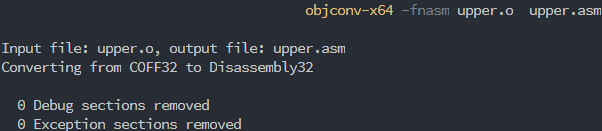 objconv-x64 -fnasm upper.o upper.asm
Input file: upper.o, output file: upper.asm
Converting from COFF32 to Disassembly32
0 Debug sections removed
0 Exception sections removed